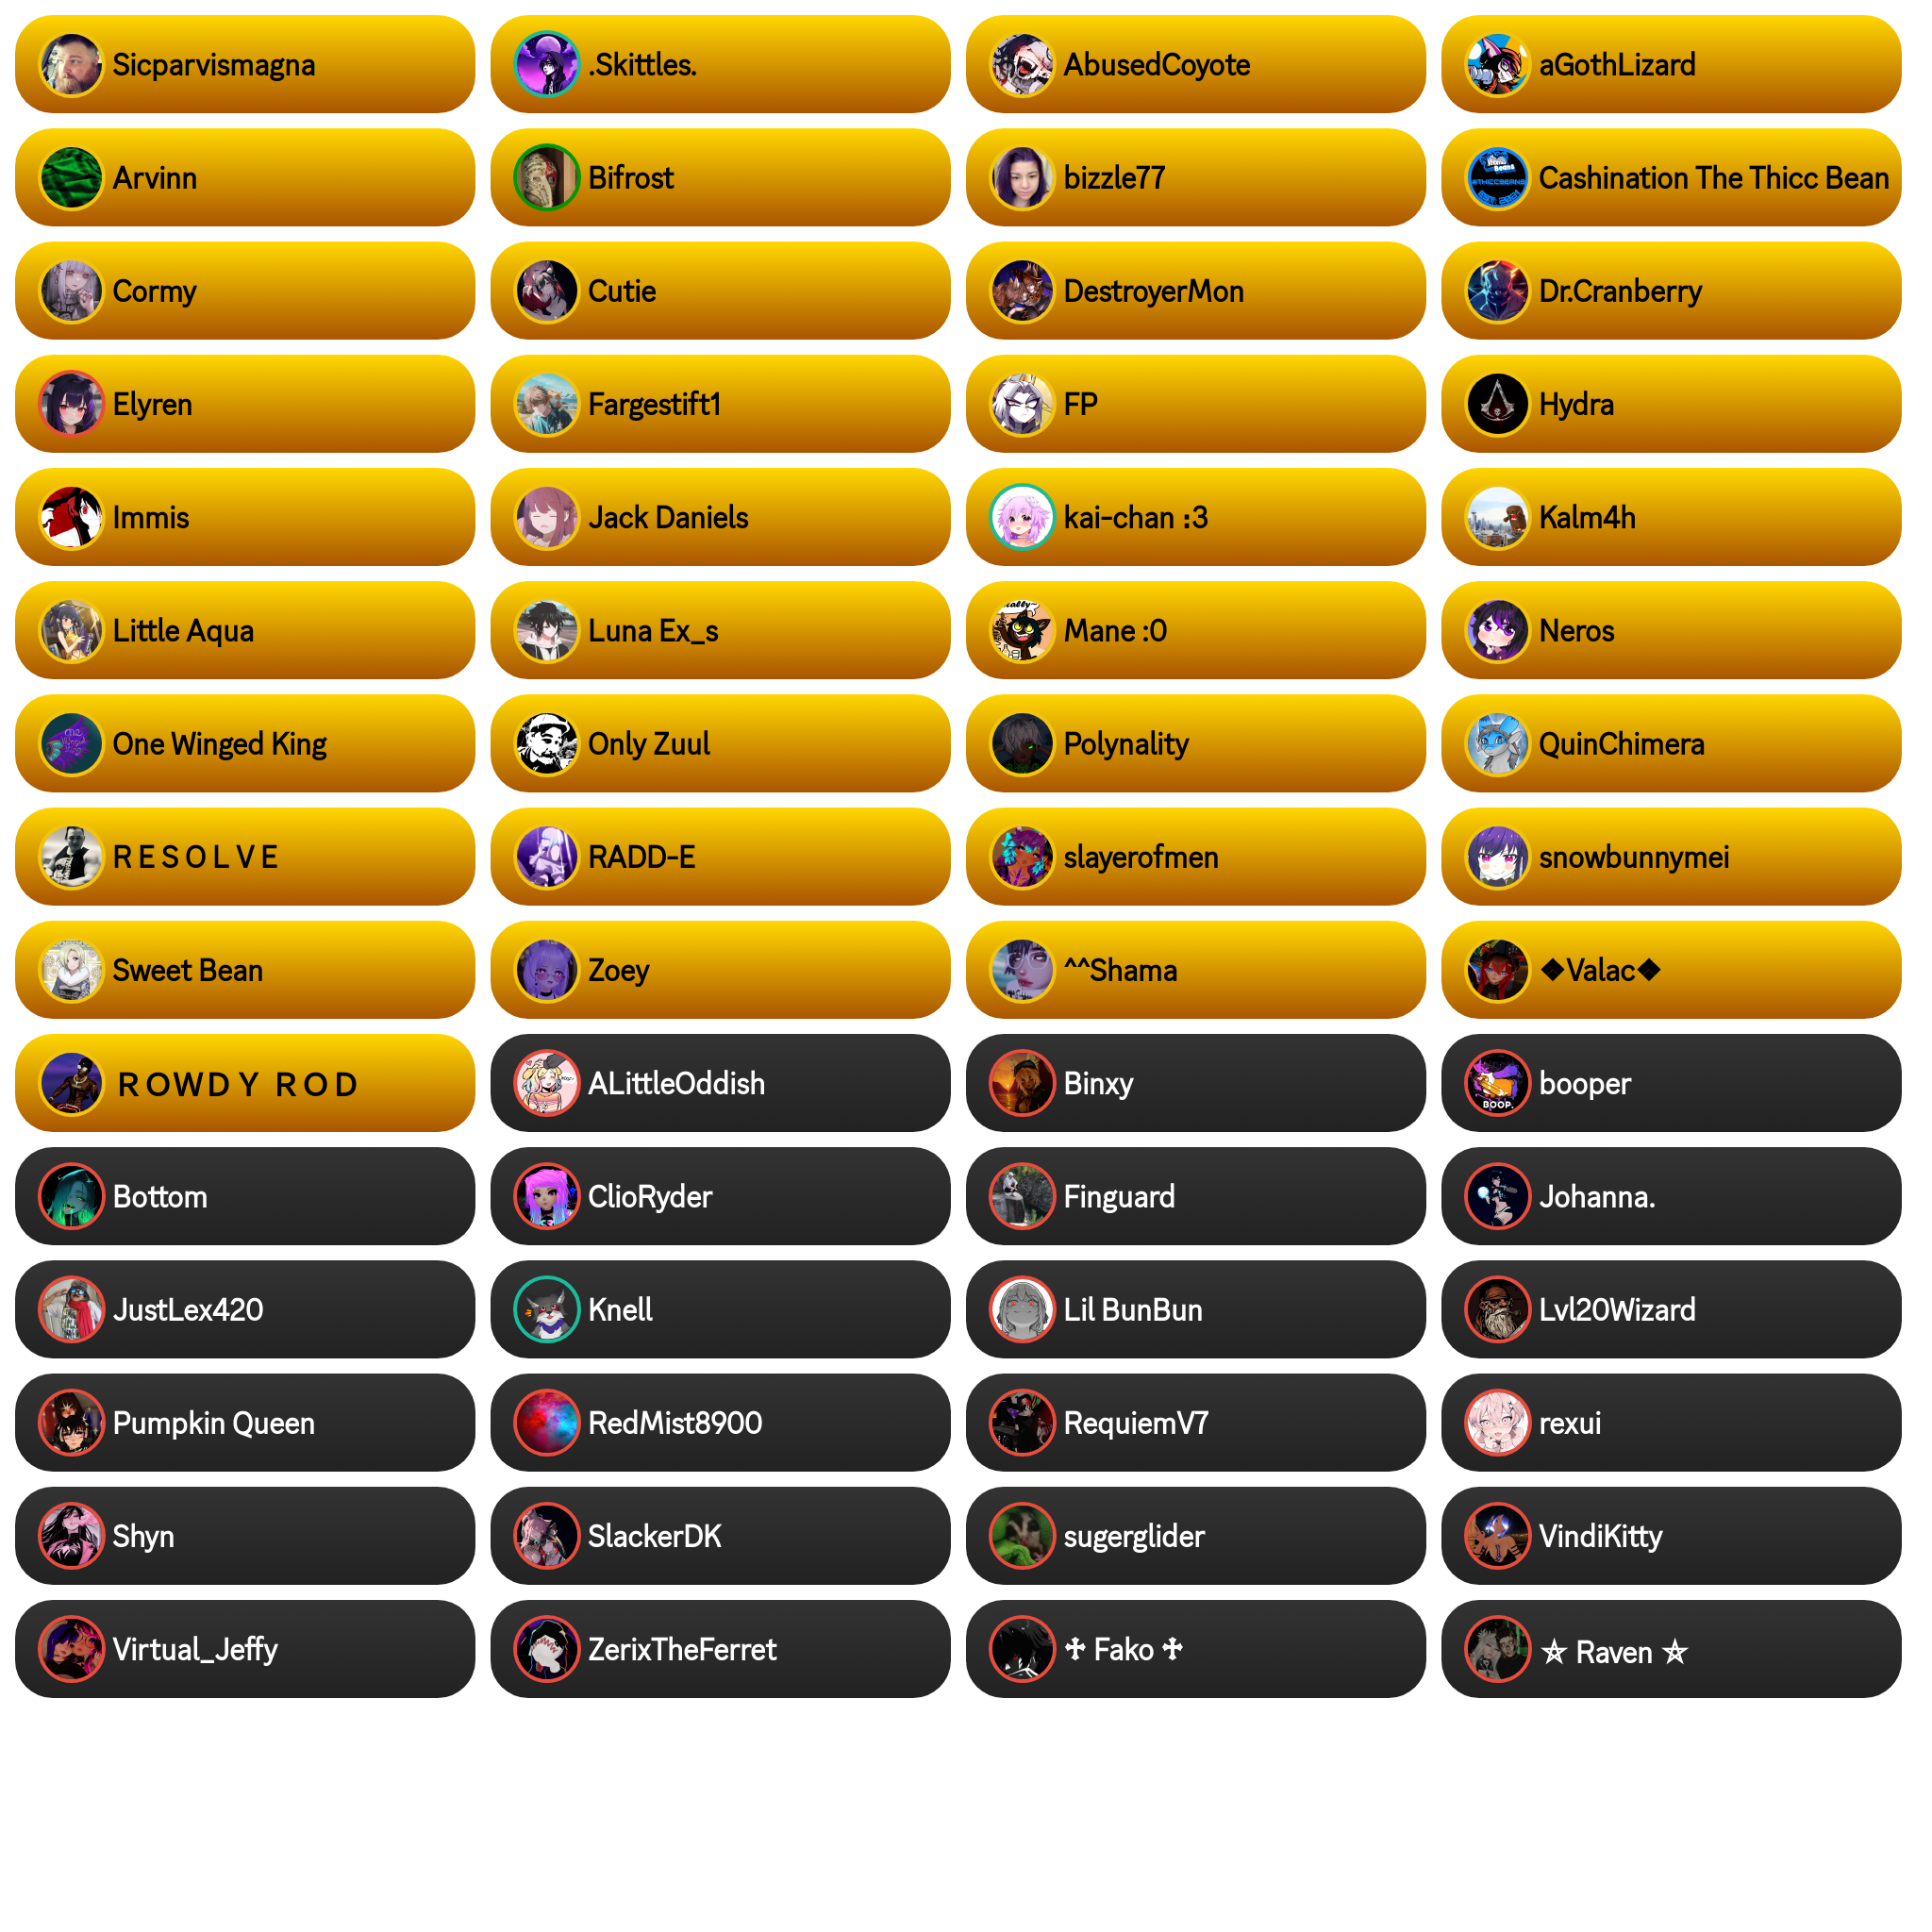 Sicparvismagna
.Skittles.
AbusedCoyote
aGothLizard
Arvinn
Bifrost
bizzle77
Cashination The Thicc Bean
Cormy
Cutie
DestroyerMon
Dr.Cranberry
Elyren
Fargestift1
FP
Hydra
Immis
Jack Daniels
kai-chan :3
Kalm4h
Little Aqua
Luna Ex_s
Mane :0
Neros
One Winged King
Only Zuul
Polynality
QuinChimera
R E S O L V E
RADD-E
slayerofmen
snowbunnymei
Sweet Bean
Zoey
^^Shama
❖Valac❖
ＲＯＷＤＹ ＲＯＤ
ALittleOddish
Binxy
booper
BOOP.
Bottom
ClioRyder
Finguard
Johanna.
JustLex420
Knell
Lil BunBun
Lvl20Wizard
Pumpkin Queen
RedMist8900
RequiemV7
rexui
Shyn
SlackerDK
sugerglider
VindiKitty
Virtual_Jeffy
ZerixTheFerret
♱ Fako ♱
⛥ Raven ⛥